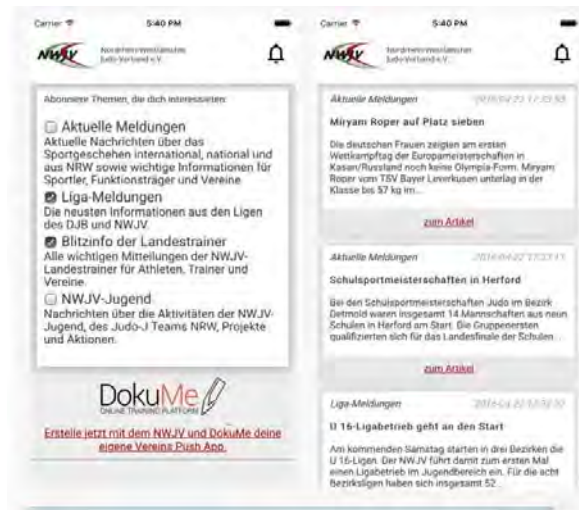 Carrier
5:40 PM
NWJV
Nordrhein-Westfälischer
Judo-Verband e.V.
Abonniere Themen, die dich interessieren:
Aktuelle Meldungen
Aktuelle Nachrichten über das
Sportgeschehen international, national und
aus NRW sowie wichtige Informationen für
Sportler, Funktionsträger und Vereine
Liga-Meldungen
Die neusten Informationen aus den Ligen
des DJB und NWJV.
Blitzinfo der Landestrainer
Alle wichtigen Mitteilungen der NWJV-
Landestrainer für Athleten, Trainer und
Vereine.
NWJV-Jugend
Nachrichten über die Aktivitäten der NWJV-
Jugend, des Judo-J Teams NRW, Projekte
und Aktionen.
DokuMe
ONLINE TRAINING PLATFORM
Erstelle jetzt mit dem NWJV und DokuMe deine
eigene Vereins Push App.
Carrier
5:40 PM
NWJV
Nordrhein-Westfälischer
Judo-Verband e.V.
Aktuelle Meldungen
Miryam Roper auf Platz sieben
Die deutschen Frauen zeigten am ersten
Wettkampftag der Europameisterschaften in
Kasan/Russland noch keine Olympia-Form. Miryam
Roper vom TSV Bayer Leverkusen unterlag in der
Klasse bis 57 kg im...
zum Artikel
Aktuelle Meldungen
Schulsportmeisterschaften in Herford
Bei den Schulsportmeisterschaften Judo im Bezirk
Detmold waren insgesamt 14 Mannschaften aus neun
Schulen in Herford am Start. Die Gruppenersten
qualifizierten sich für das Landesfinale der Schulen...
zum Artikel
Liga-Meldungen
U 16-Ligabetrieb geht an den Start
Am kommenden Samstag starten in drei Bezirken die
U 16-Ligen. Der NWJV führt damit zum ersten Mal
einen Ligabetrieb im Jugendbereich ein. Für die acht
Bezirksligen haben sich insgesamt 52...